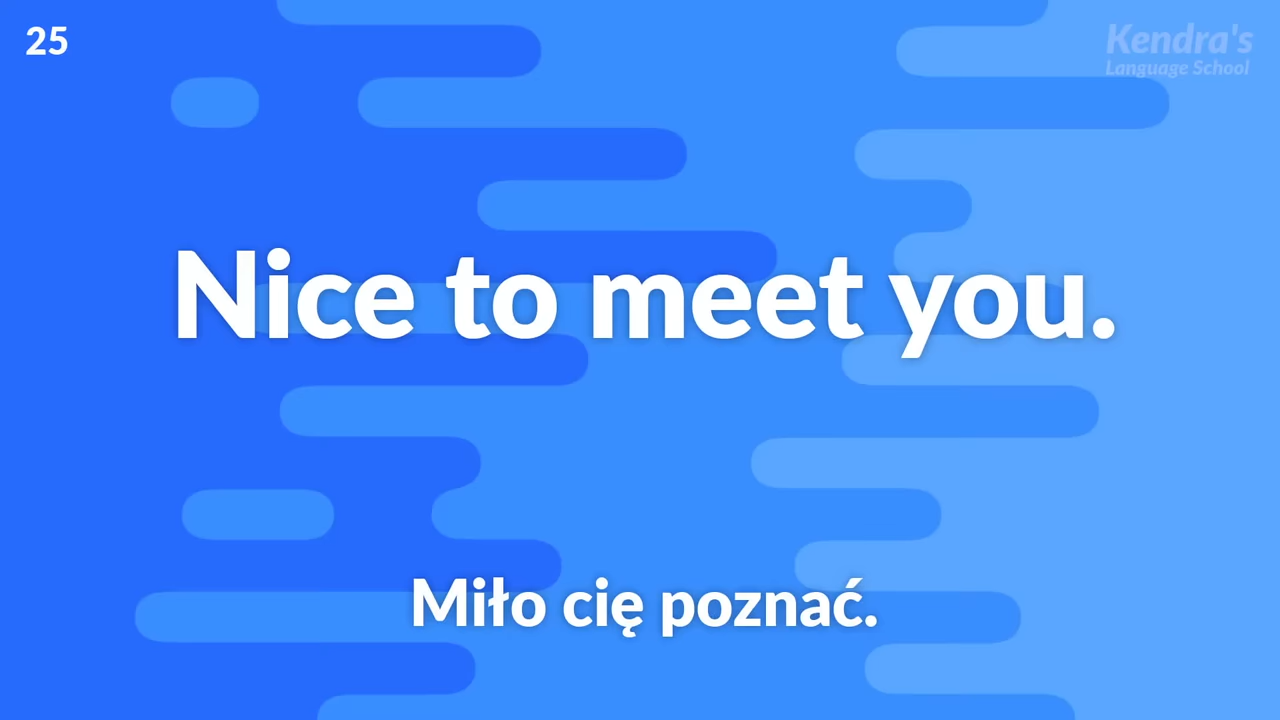 25
Kendra's
Language School
Nice to meet you.
Miło cię poznać.